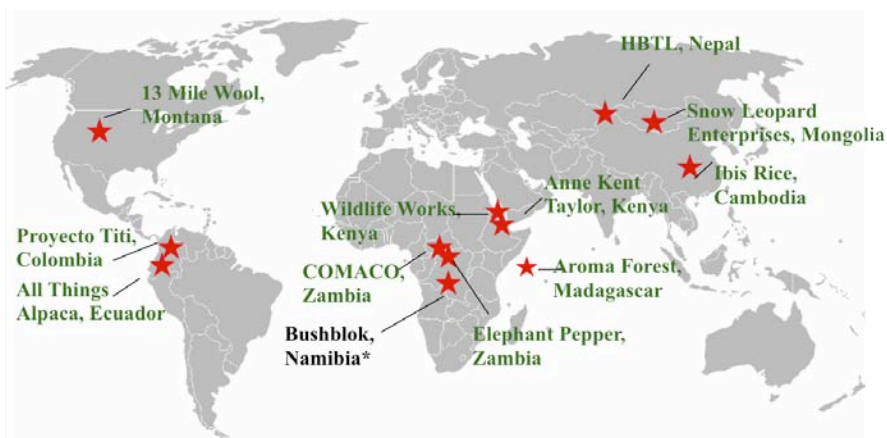 HBTL, Nepal
13 Mile Wool,
Montana
Snow Leopard
Enterprises, Mongolia
Ibis Rice,
Cambodia
Anne Kent
Taylor, Kenya
Wildlife Works,
Kenya
Proyecto Titi,
Colombia
COMACO,
Zambia
Aroma Forest,
Madagascar
All Things
Alpaca, Ecuador
Bushblok,
Namibia*
Elephant Pepper,
Zambia